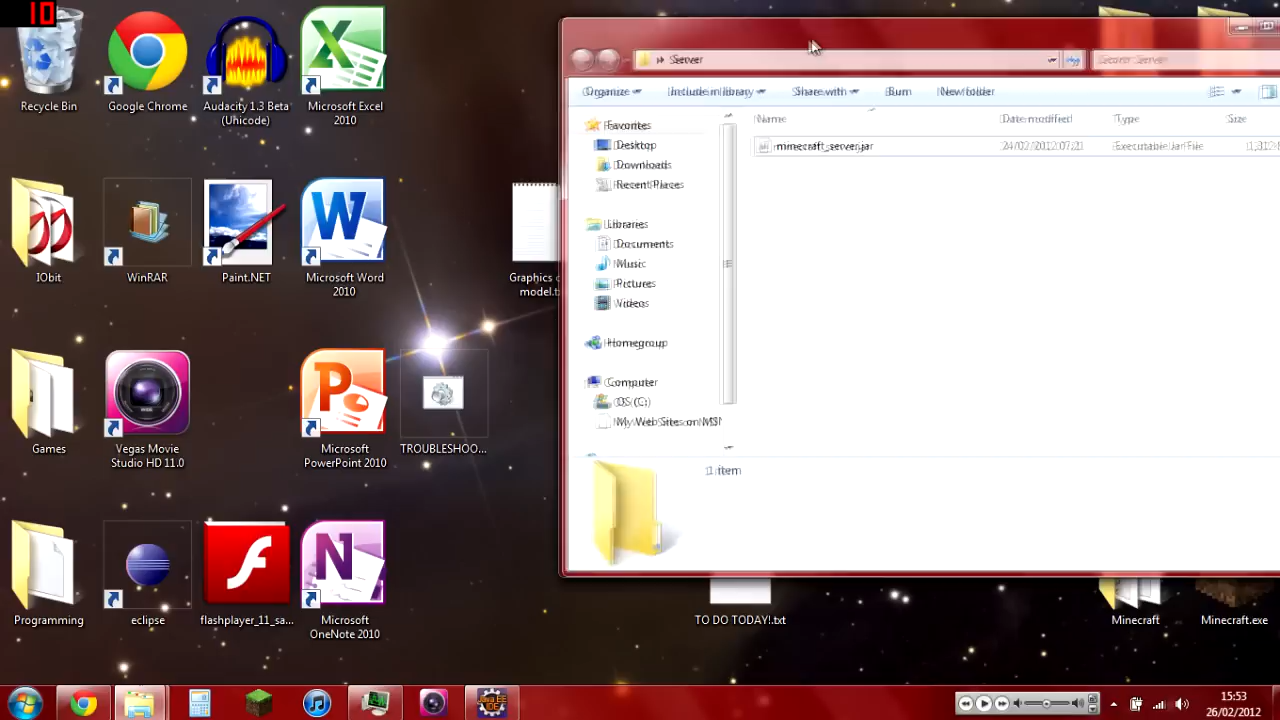 10
Recycle Bin
Google Chrome
Audacity 1.3 Beta
(Unicode)
Microsoft Excel
2010
IObit
WinRAR
Paint.NET
Microsoft Word
2010
Graphics
model.t
Games
Vegas Movie
Studio HD 11.0
Microsoft
PowerPoint 2010
TROUBLESHOO...
Programming
eclipse
flashplayer_11_sa...
Microsoft
OneNote 2010
Server
Search Server
Organize
Include in library
Share with
Burn
New folder
Name
Date modified
Type
Size
minecraft_server.jar
24/02/2012 07:21
Executable Jar File
1,312
Favorites
Desktop
Downloads
Recent Places
Libraries
Documents
Music
Pictures
Videos
Homegroup
Computer
OS (C:)
My Web Sites on MSN
1 item
TO DO TODAY!.txt
Minecraft
Minecraft.exe
Java EE
IDE
15:53
26/02/2012